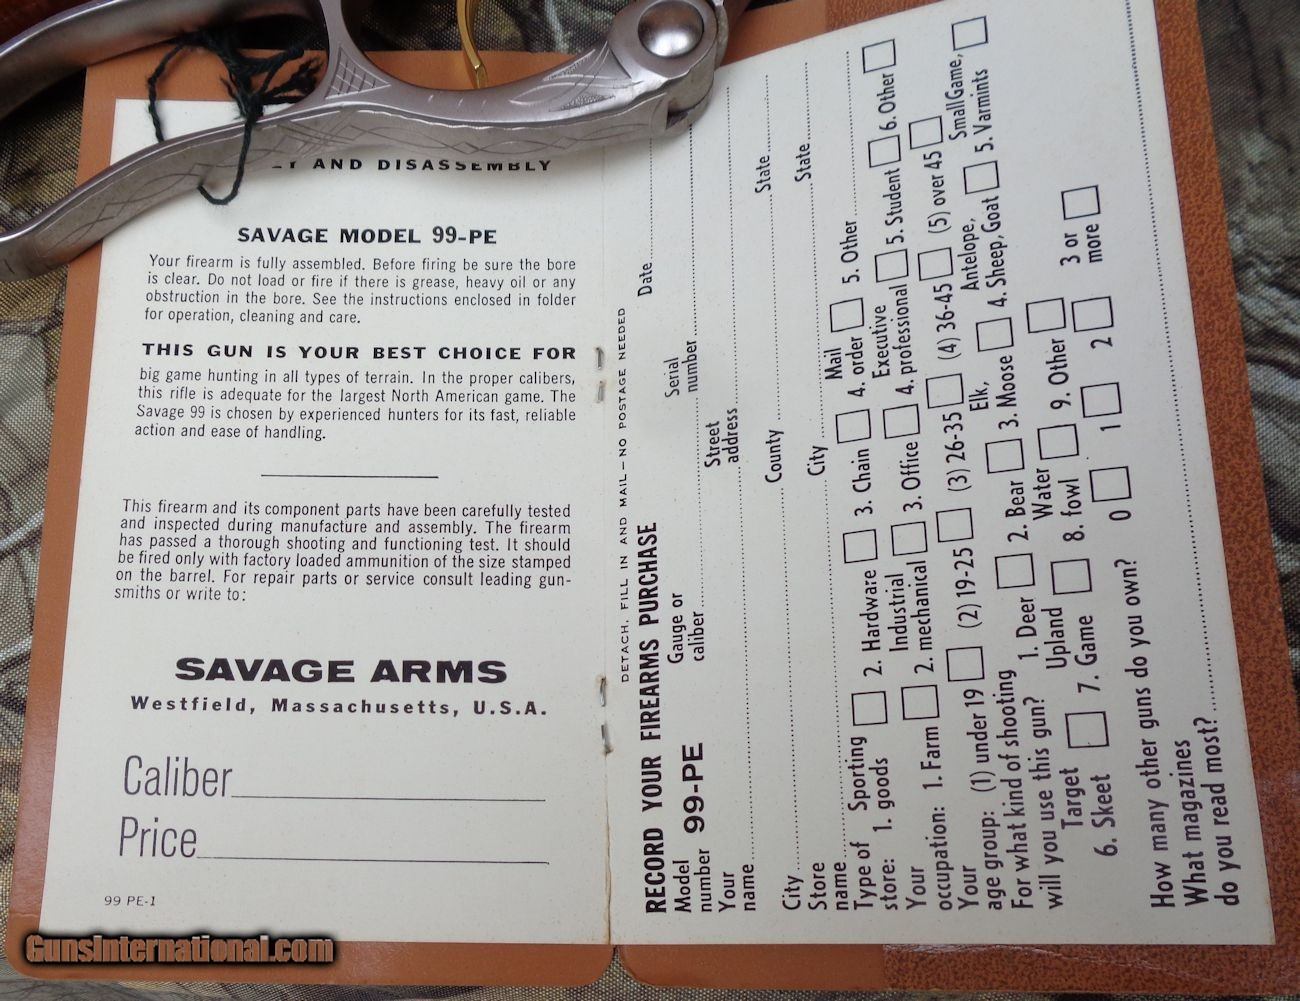 AND DISASSEMBLY
SAVAGE MODEL 99-PE
Your firearm is fully assembled. Before firing be sure the bore
is clear. Do not load or fire if there is grease, heavy oil or any
obstruction in the bore. See the instructions enclosed in folder
for operation, cleaning and care.
THIS GUN IS YOUR BEST CHOICE FOR
big game hunting in all types of terrain. In the proper calibers,
this rifle is adequate for the largest North American game. The
Savage 99 is chosen by experienced hunters for its fast, reliable
action and ease of handling.
This firearm and its component parts have been carefully tested
and inspected during manufacture and assembly. The firearm
has passed a thorough shooting and functioning test. It should
be fired only with factory loaded ammunition of the size stamped
on the barrel. For repair parts or service consult leading gun-
smiths or write to:
SAVAGE ARMS
Westfield, Massachusetts, U.S.A.
Caliber
Price
99 PE-1
DETACH, FILL IN AND MAIL — NO POSTAGE NEEDED
RECORD YOUR FIREARMS PURCHASE Date
Model number 99-PE Gauge or caliber Serial number
Your name Street address
City County State
Store name City State
Type of store: 1. Sporting goods 2. Hardware 3. Chain 4. Mail order 5. Other
Your occupation: 1. Farm 2. Industrial mechanical 3. Office 4. Executive professional 5. Student 6. Other
Your age group: (1) under 19 (2) 19-25 (3) 26-35 (4) 36-45 (5) over 45
For what kind of shooting will you use this gun? 1. Deer 2. Bear 3. Elk, Moose 4. Antelope, Sheep, Goat 5. Small Game, Varmints
6. Target Skeet 7. Upland Game 8. Water fowl 9. Other
How many other guns do you own? 0 1 2 3 or more
What magazines
do you read most?
GunsInternational.com